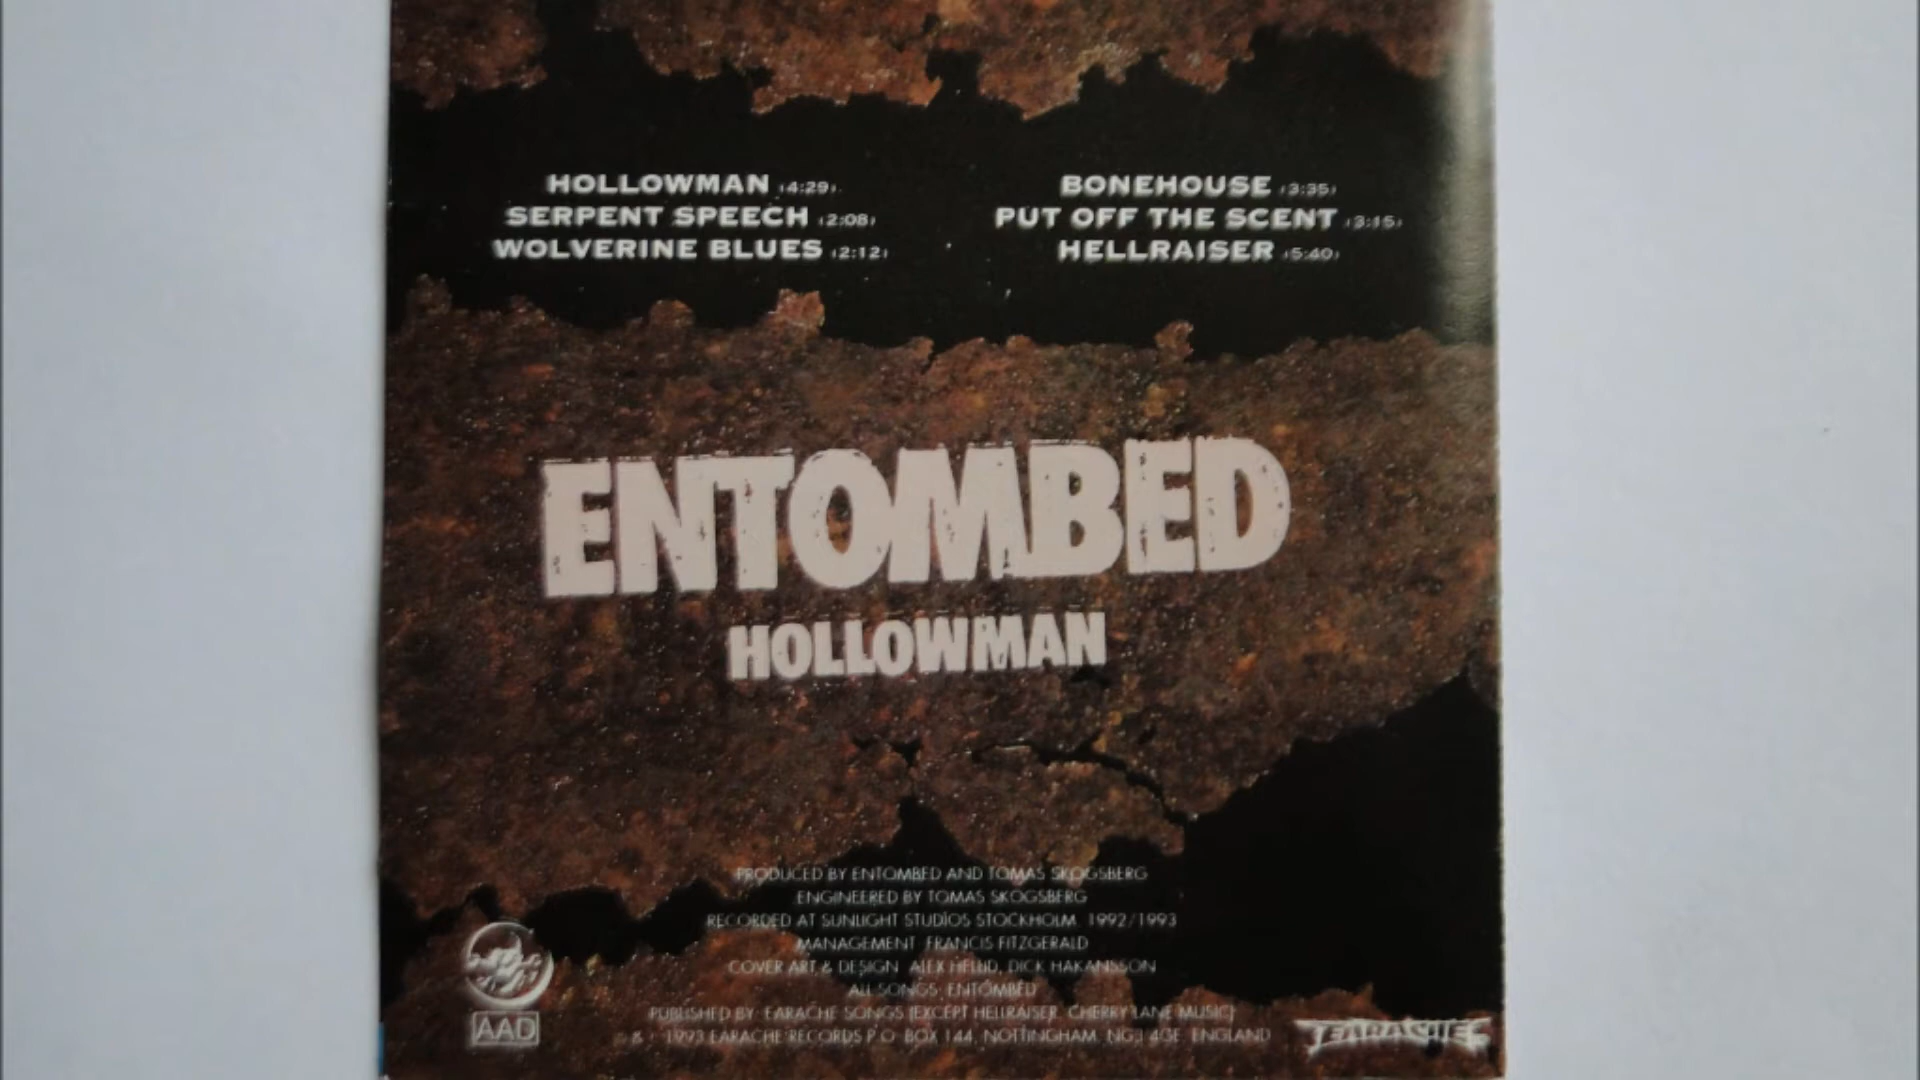 HOLLOWMAN (4:29)
SERPENT SPEECH (2:08)
WOLVERINE BLUES (2:12)
BONEHOUSE (3:35)
PUT OFF THE SCENT (3:15)
HELLRAISER (5:40)
ENTOMBED
HOLLOWMAN
PRODUCED BY ENTOMBED AND TOMAS SKOGSBERG
ENGINEERED BY TOMAS SKOGSBERG
RECORDED AT SUNLIGHT STUDIOS STOCKHOLM. 1992/1993
MANAGEMENT FRANCIS FITZGERALD
COVER ART & DESIGN ALEX HELLID, DICK HAKANSSON
ALL SONGS: ENTOMBED
PUBLISHED BY: EARACHE SONGS (EXCEPT HELLRAISER, CHERRY LANE MUSIC)
& 1993 EARACHE RECORDS P.O. BOX 144, NOTTINGHAM, NG3 4GE. ENGLAND
AAD
EARACHE